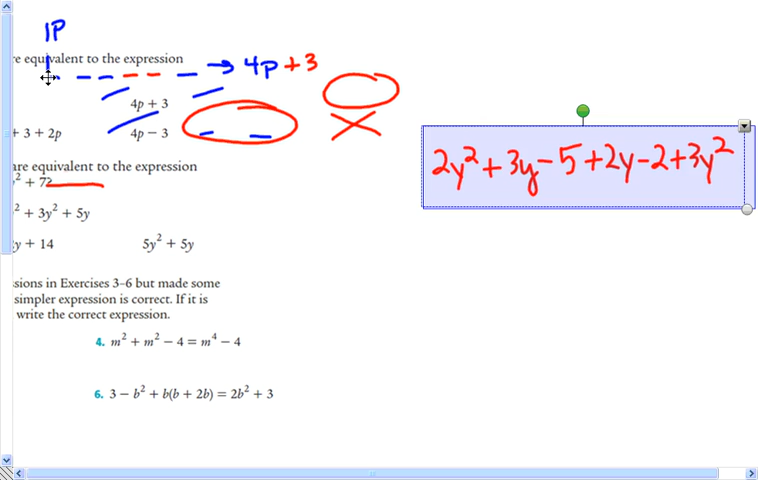 1P
re equivalent to the expression
→ 4p + 3
4p + 3
+ 3 + 2p
4p − 3
2y² + 3y − 5 + 2y − 2 + 3y²
are equivalent to the expression
² + 7?
² + 3y² + 5y
y + 14
5y² + 5y
sions in Exercises 3–6 but made some
simpler expression is correct. If it is
write the correct expression.
4. m² + m² − 4 = m⁴ − 4
6. 3 − b² + b(b + 2b) = 2b² + 3